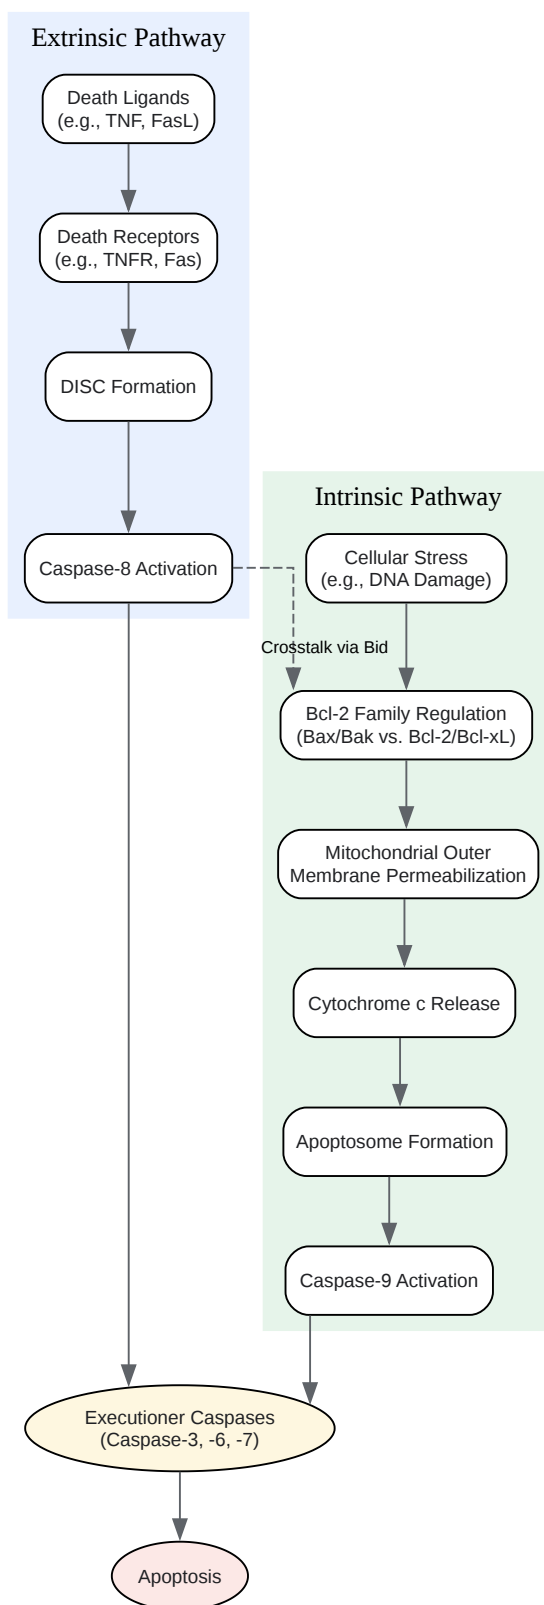 Extrinsic Pathway
Death Ligands
(e.g., TNF, FasL)
Death Receptors
(e.g., TNFR, Fas)
DISC Formation
Caspase-8 Activation
Intrinsic Pathway
Cellular Stress
(e.g., DNA Damage)
Crosstalk via Bid
Bcl-2 Family Regulation
(Bax/Bak vs. Bcl-2/Bcl-xL)
Mitochondrial Outer
Membrane Permeabilization
Cytochrome c Release
Apoptosome Formation
Caspase-9 Activation
Executioner Caspases
(Caspase-3, -6, -7)
Apoptosis